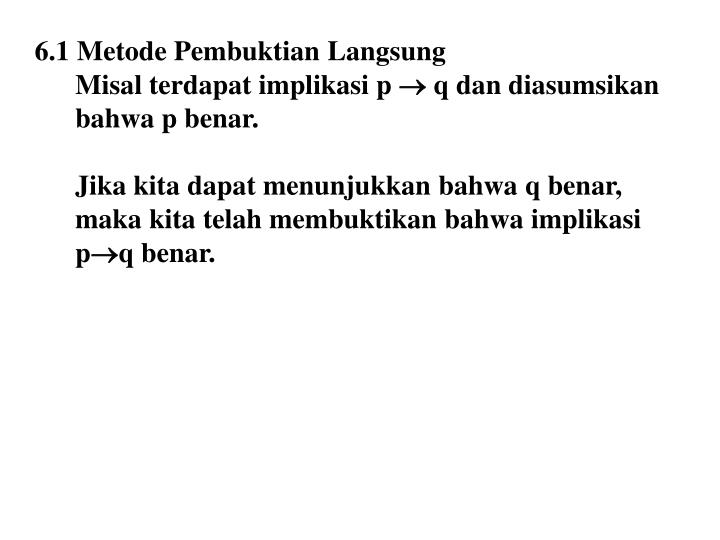 6.1 Metode Pembuktian Langsung
Misal terdapat implikasi p → q dan diasumsikan
bahwa p benar.
Jika kita dapat menunjukkan bahwa q benar,
maka kita telah membuktikan bahwa implikasi
p→q benar.